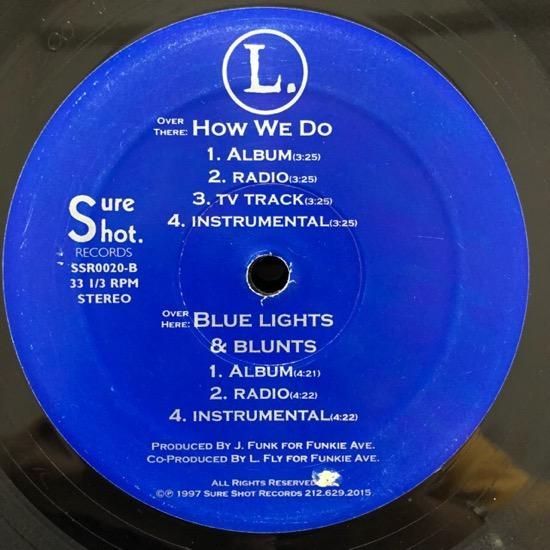 L.
OVER THERE: HOW WE DO
1. ALBUM(3:25)
2. RADIO(3:25)
3. TV TRACK(3:25)
4. INSTRUMENTAL(3:25)
Sure
Shot.
RECORDS
SSR0020-B
33 1/3 RPM
STEREO
OVER HERE: BLUE LIGHTS
& BLUNTS
1. ALBUM(4:21)
2. RADIO(4:22)
4. INSTRUMENTAL(4:22)
PRODUCED BY J. FUNK FOR FUNKIE AVE.
CO-PRODUCED BY L. FLY FOR FUNKIE AVE.
ALL RIGHTS RESERVED
©℗ 1997 SURE SHOT RECORDS 212.629.2015